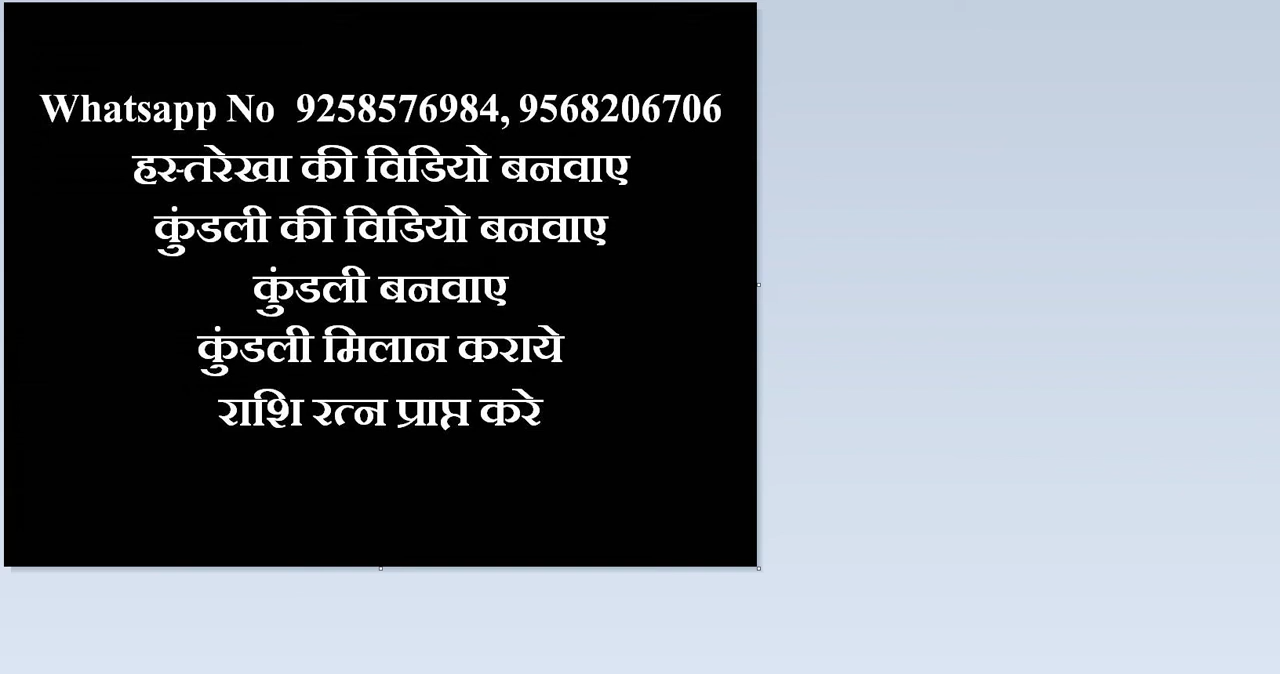 Whatsapp No  9258576984, 9568206706
हस्तरेखा की विडियो बनवाए
कुंडली की विडियो बनवाए
कुंडली बनवाए
कुंडली मिलान कराये
राशि रत्न प्राप्त करे